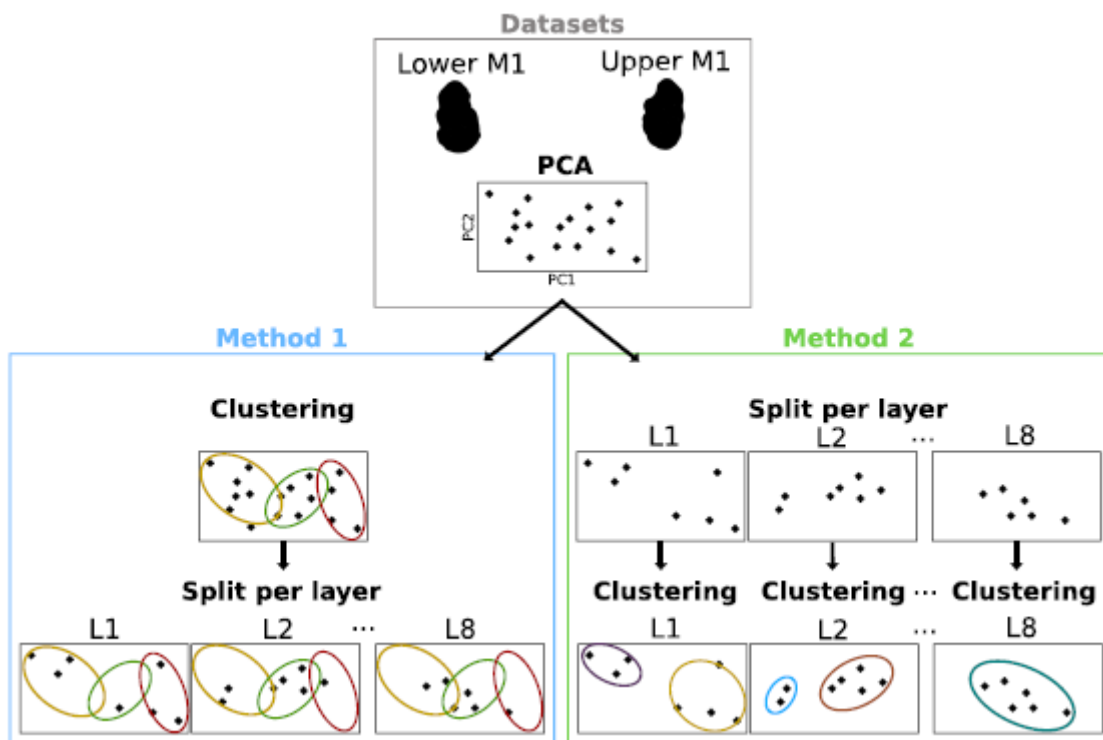 Datasets
Lower M1 Upper M1
PCA
PC2
PC1
Method 1
Clustering
Split per layer
L1 L2 ... L8
Method 2
Split per layer
L1 L2 ... L8
Clustering Clustering ... Clustering
L1 L2 ... L8